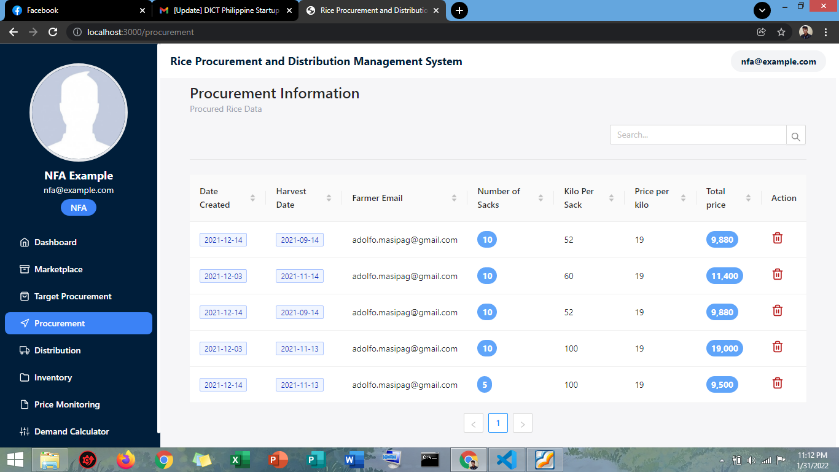 Facebook
[Update] DICT Philippine Startup
Rice Procurement and Distributio
localhost:3000/procurement
Rice Procurement and Distribution Management System
nfa@example.com
NFA Example
nfa@example.com
NFA
Dashboard
Marketplace
Target Procurement
Procurement
Distribution
Inventory
Price Monitoring
Demand Calculator
Procurement Information
Procured Rice Data
Search...
Date Created Harvest Date Farmer Email Number of Sacks Kilo Per Sack Price per kilo Total price Action
2021-12-14 2021-09-14 adolfo.masipag@gmail.com 10 52 19 9,880
2021-12-03 2021-11-14 adolfo.masipag@gmail.com 10 60 19 11,400
2021-12-14 2021-09-14 adolfo.masipag@gmail.com 10 52 19 9,880
2021-12-03 2021-11-13 adolfo.masipag@gmail.com 10 100 19 19,000
2021-12-14 2021-11-13 adolfo.masipag@gmail.com 5 100 19 9,500
< 1 >
11:12 PM